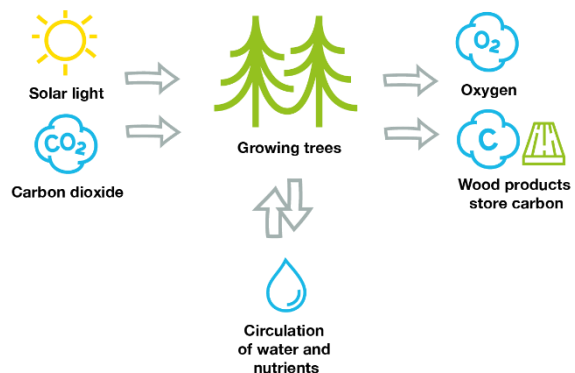 Solar light
CO2
Carbon dioxide
Growing trees
O2
Oxygen
C
Wood products
store carbon
Circulation
of water and
nutrients